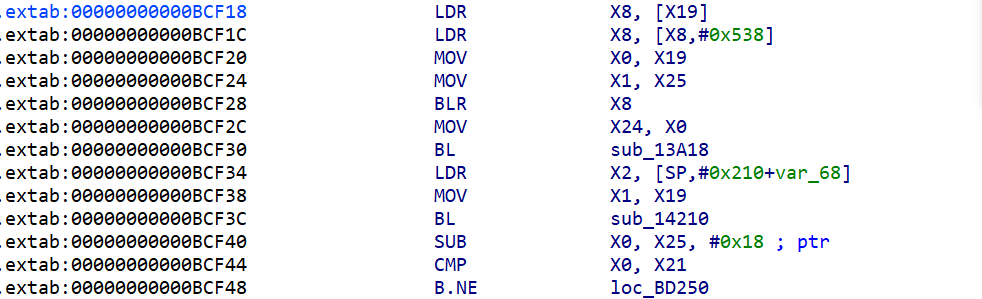 .extab:00000000000BCF18 LDR X8, [X19]
.extab:00000000000BCF1C LDR X8, [X8,#0x538]
.extab:00000000000BCF20 MOV X0, X19
.extab:00000000000BCF24 MOV X1, X25
.extab:00000000000BCF28 BLR X8
.extab:00000000000BCF2C MOV X24, X0
.extab:00000000000BCF30 BL sub_13A18
.extab:00000000000BCF34 LDR X2, [SP,#0x210+var_68]
.extab:00000000000BCF38 MOV X1, X19
.extab:00000000000BCF3C BL sub_14210
.extab:00000000000BCF40 SUB X0, X25, #0x18 ; ptr
.extab:00000000000BCF44 CMP X0, X21
.extab:00000000000BCF48 B.NE loc_BD250